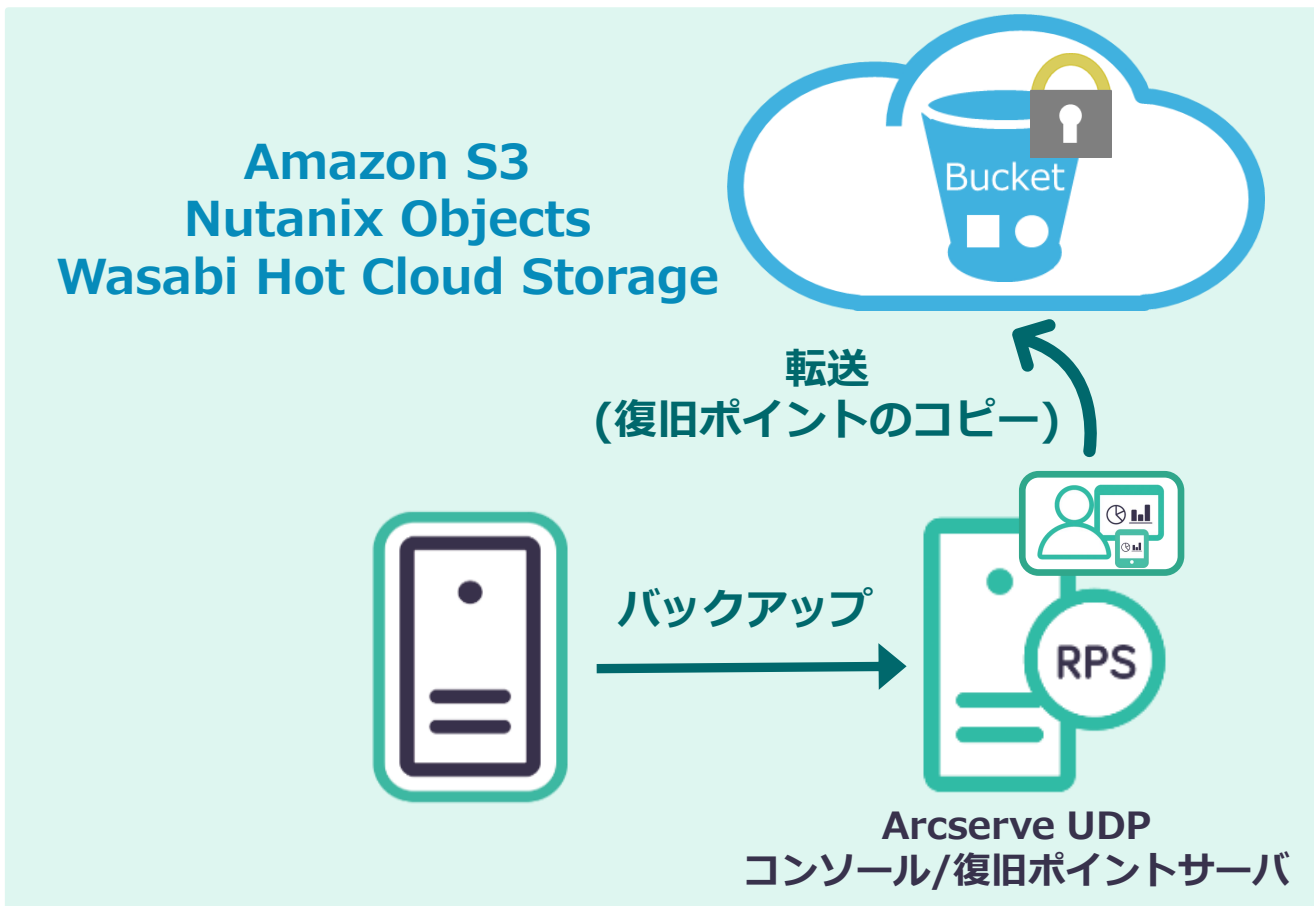 Amazon S3
Nutanix Objects
Wasabi Hot Cloud Storage
Bucket
転送
(復旧ポイントのコピー)
バックアップ
RPS
Arcserve UDP
コンソール/復旧ポイントサーバ